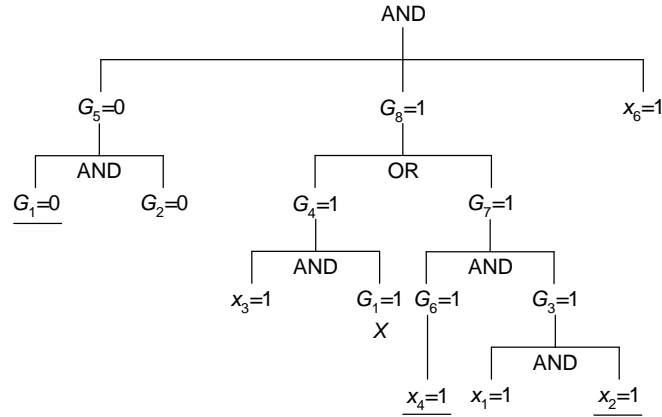 AND
G₅=0 G₈=1 x₆=1
AND OR
G₁=0 G₂=0 G₄=1 G₇=1
AND AND
x₃=1 G₁=1 G₆=1 G₃=1
X
AND
x₄=1 x₁=1 x₂=1